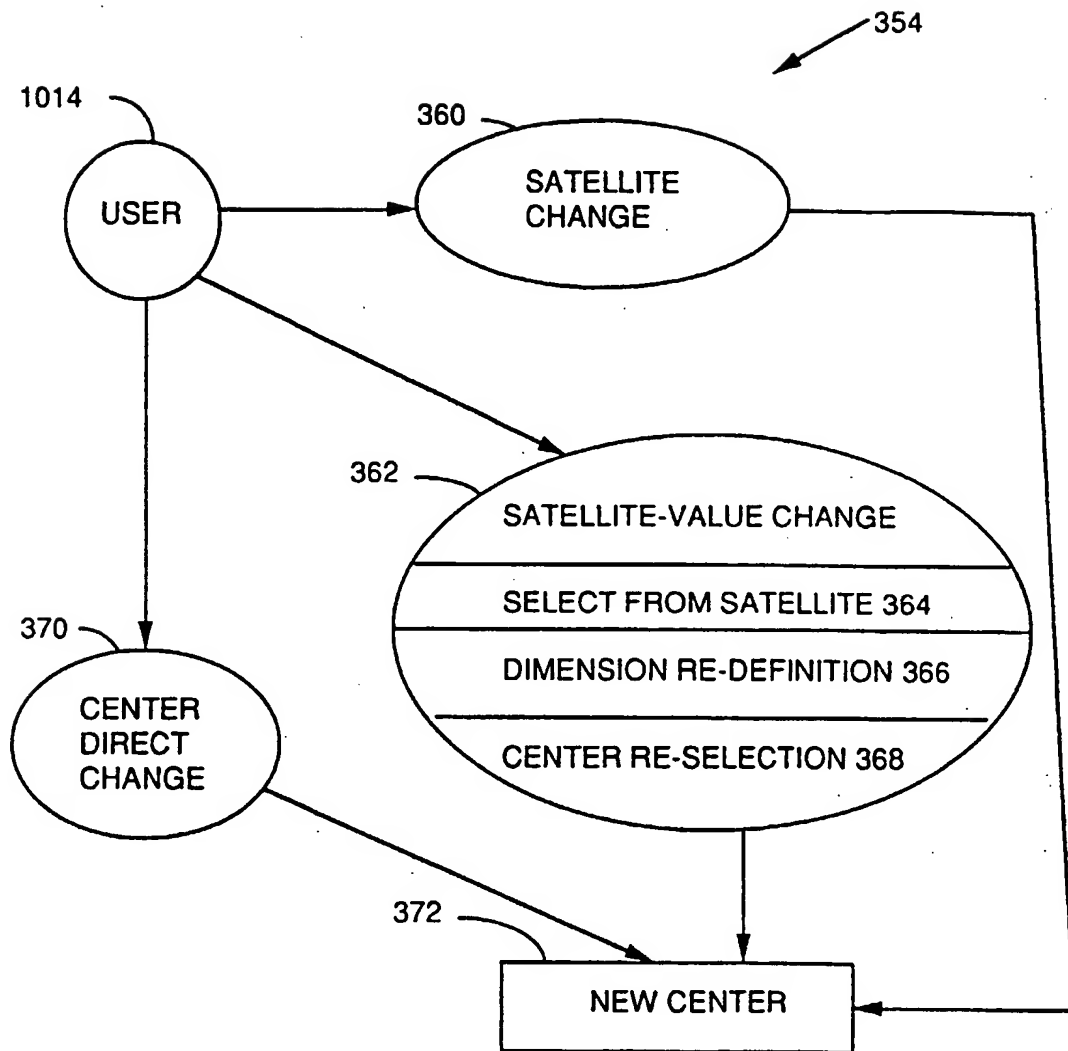 354
1014
360
USER
SATELLITE
CHANGE
362
SATELLITE-VALUE CHANGE
SELECT FROM SATELLITE 364
DIMENSION RE-DEFINITION 366
CENTER RE-SELECTION 368
370
CENTER
DIRECT
CHANGE
372
NEW CENTER